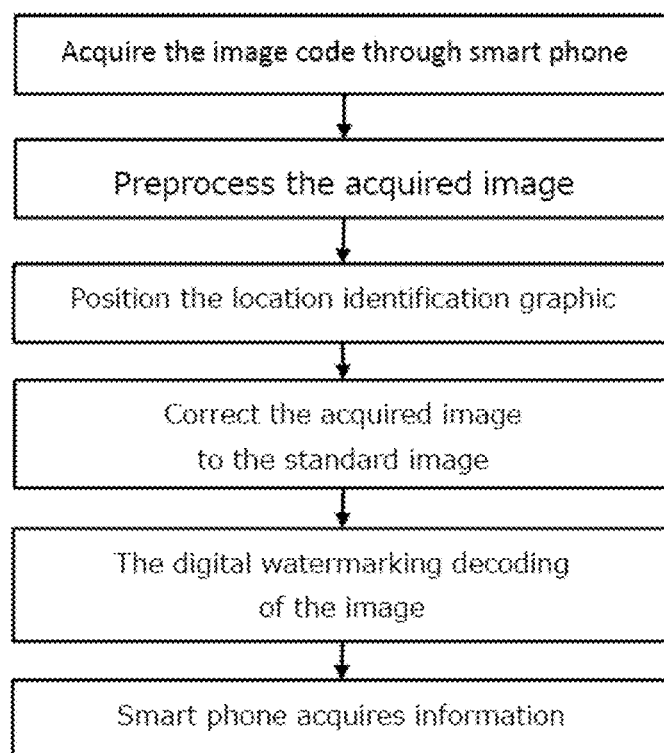 Acquire the image code through smart phone
Preprocess the acquired image
Position the location identification graphic
Correct the acquired image
to the standard image
The digital watermarking decoding
of the image
Smart phone acquires information